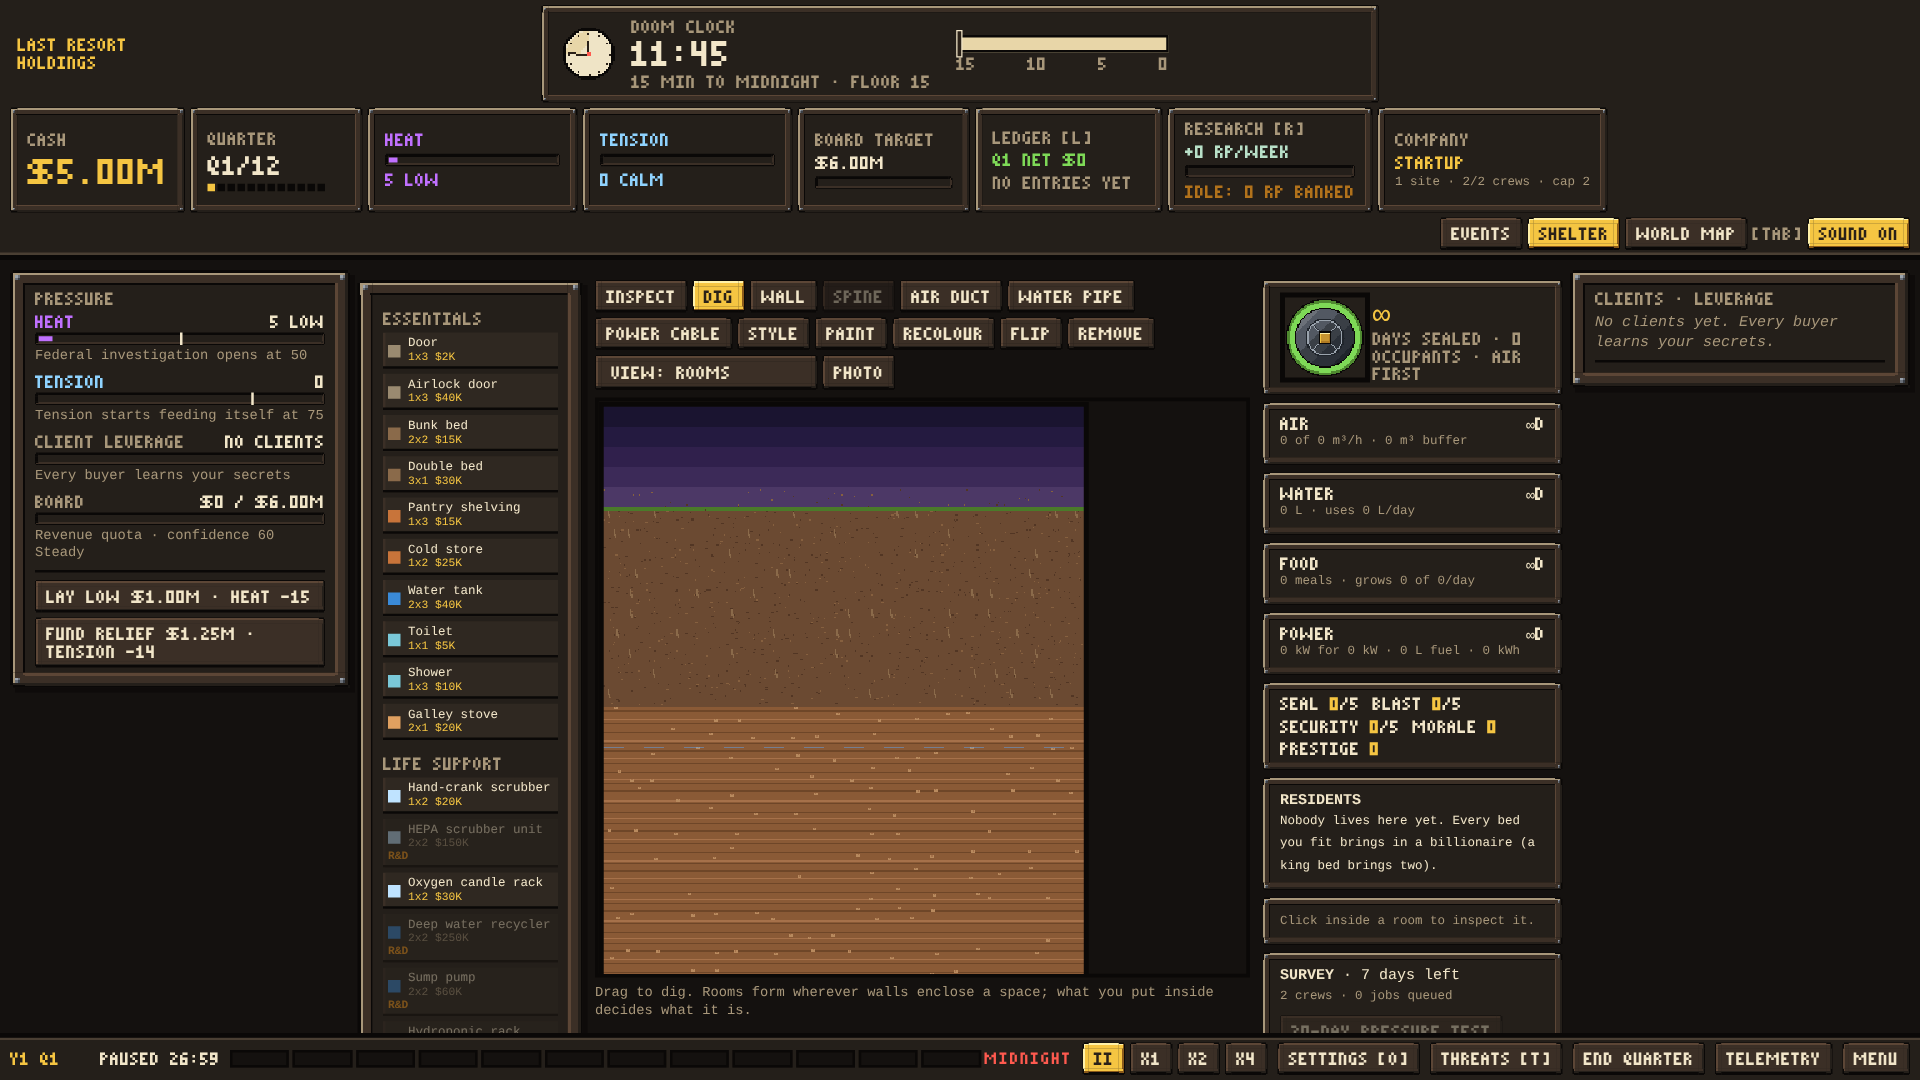 LAST RESORT
HOLDINGS
DOOM CLOCK
11:45
15 MIN TO MIDNIGHT · FLOOR 15
15 10 5 0
CASH
$5.00M
QUARTER
Q1/12
HEAT
5 LOW
TENSION
0 CALM
BOARD TARGET
$6.00M
LEDGER [L]
Q1 NET $0
NO ENTRIES YET
RESEARCH [R]
+0 RP/WEEK
IDLE: 0 RP BANKED
COMPANY
STARTUP
1 site · 2/2 crews · cap 2
EVENTS
SHELTER
WORLD MAP
[TAB]
SOUND ON
PRESSURE
HEAT 5 LOW
Federal investigation opens at 50
TENSION 0
Tension starts feeding itself at 75
CLIENT LEVERAGE NO CLIENTS
Every buyer learns your secrets
BOARD $0 / $6.00M
Revenue quota · confidence 60
Steady
LAY LOW $1.00M · HEAT -15
FUND RELIEF $1.25M ·
TENSION -14
ESSENTIALS
Door
1x3 $2K
Airlock door
1x3 $40K
Bunk bed
2x2 $15K
Double bed
3x1 $30K
Pantry shelving
1x3 $15K
Cold store
1x2 $25K
Water tank
2x3 $40K
Toilet
1x1 $5K
Shower
1x3 $10K
Galley stove
2x1 $20K
LIFE SUPPORT
Hand-crank scrubber
1x2 $20K
HEPA scrubber unit
2x2 $150K
R&D
Oxygen candle rack
1x2 $30K
Deep water recycler
2x2 $250K
R&D
Sump pump
2x2 $60K
R&D
Hydroponic rack
INSPECT
DIG
WALL
SPINE
AIR DUCT
WATER PIPE
POWER CABLE
STYLE
PAINT
RECOLOUR
FLIP
REMOVE
VIEW: ROOMS
PHOTO
Drag to dig. Rooms form wherever walls enclose a space; what you put inside
decides what it is.
∞
DAYS SEALED · 0
OCCUPANTS · AIR
FIRST
AIR ∞D
0 of 0 m³/h · 0 m³ buffer
WATER ∞D
0 L · uses 0 L/day
FOOD ∞D
0 meals · grows 0 of 0/day
POWER ∞D
0 kW for 0 kW · 0 L fuel · 0 kWh
SEAL 0/5 BLAST 0/5
SECURITY 0/5 MORALE 0
PRESTIGE 0
RESIDENTS
Nobody lives here yet. Every bed
you fit brings in a billionaire (a
king bed brings two).
Click inside a room to inspect it.
SURVEY · 7 days left
2 crews · 0 jobs queued
30-DAY PRESSURE TEST
CLIENTS · LEVERAGE
No clients yet. Every buyer
learns your secrets.
Y1 Q1
PAUSED 26:59
MIDNIGHT
II
X1
X2
X4
SETTINGS [O]
THREATS [T]
END QUARTER
TELEMETRY
MENU